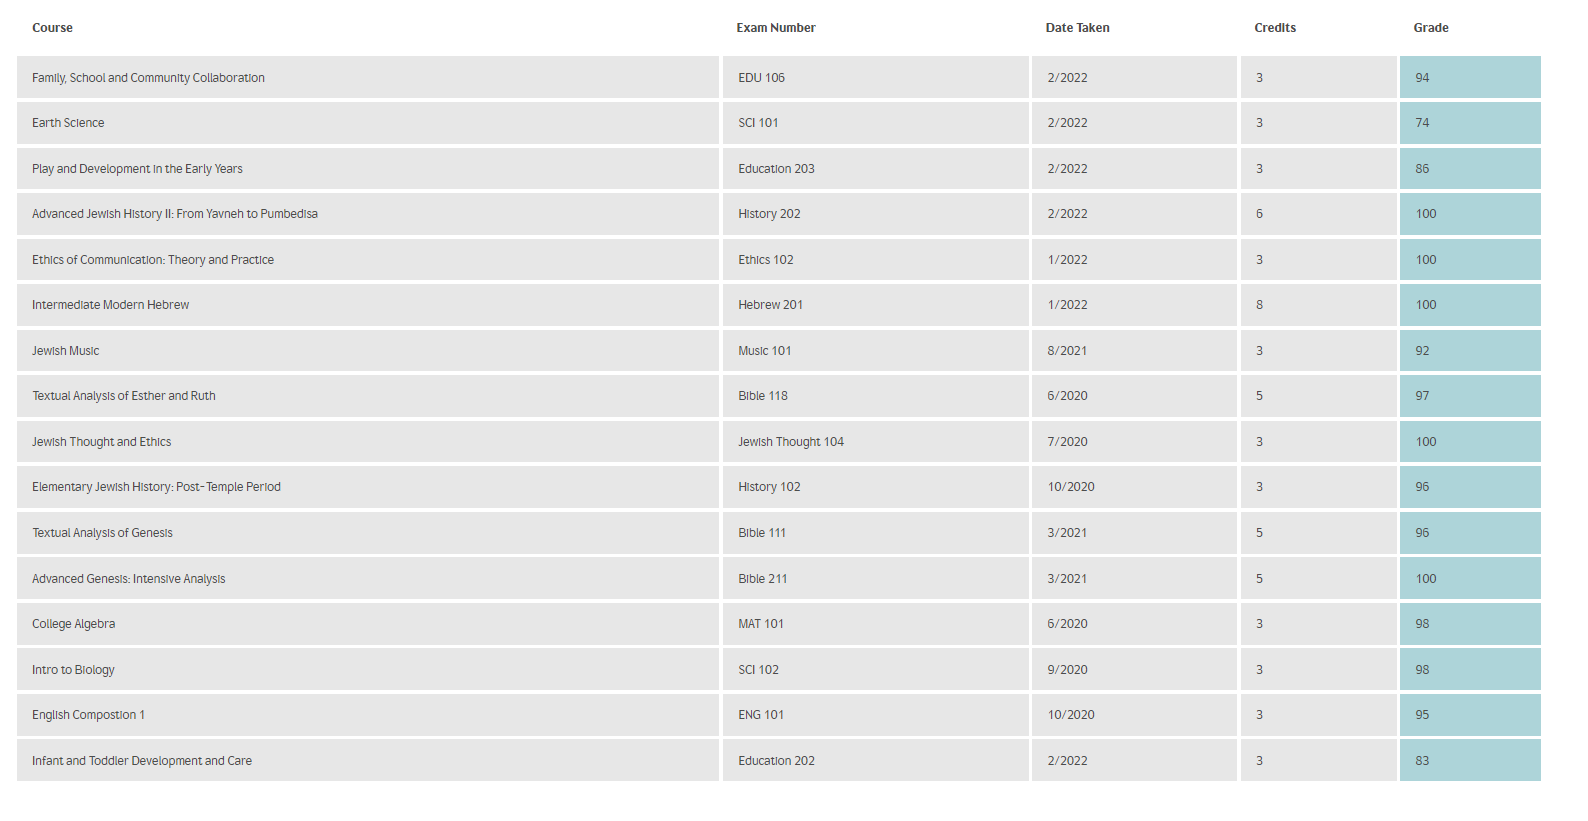 Course Exam Number Date Taken Credits Grade
Family, School and Community Collaboration EDU 106 2/2022 3 94
Earth Science SCI 101 2/2022 3 74
Play and Development in the Early Years Education 203 2/2022 3 86
Advanced Jewish History II: From Yavneh to Pumbedisa History 202 2/2022 6 100
Ethics of Communication: Theory and Practice Ethics 102 1/2022 3 100
Intermediate Modern Hebrew Hebrew 201 1/2022 8 100
Jewish Music Music 101 8/2021 3 92
Textual Analysis of Esther and Ruth Bible 118 6/2020 5 97
Jewish Thought and Ethics Jewish Thought 104 7/2020 3 100
Elementary Jewish History: Post-Temple Period History 102 10/2020 3 96
Textual Analysis of Genesis Bible 111 3/2021 5 96
Advanced Genesis: Intensive Analysis Bible 211 3/2021 5 100
College Algebra MAT 101 6/2020 3 98
Intro to Biology SCI 102 9/2020 3 98
English Compostion 1 ENG 101 10/2020 3 95
Infant and Toddler Development and Care Education 202 2/2022 3 83